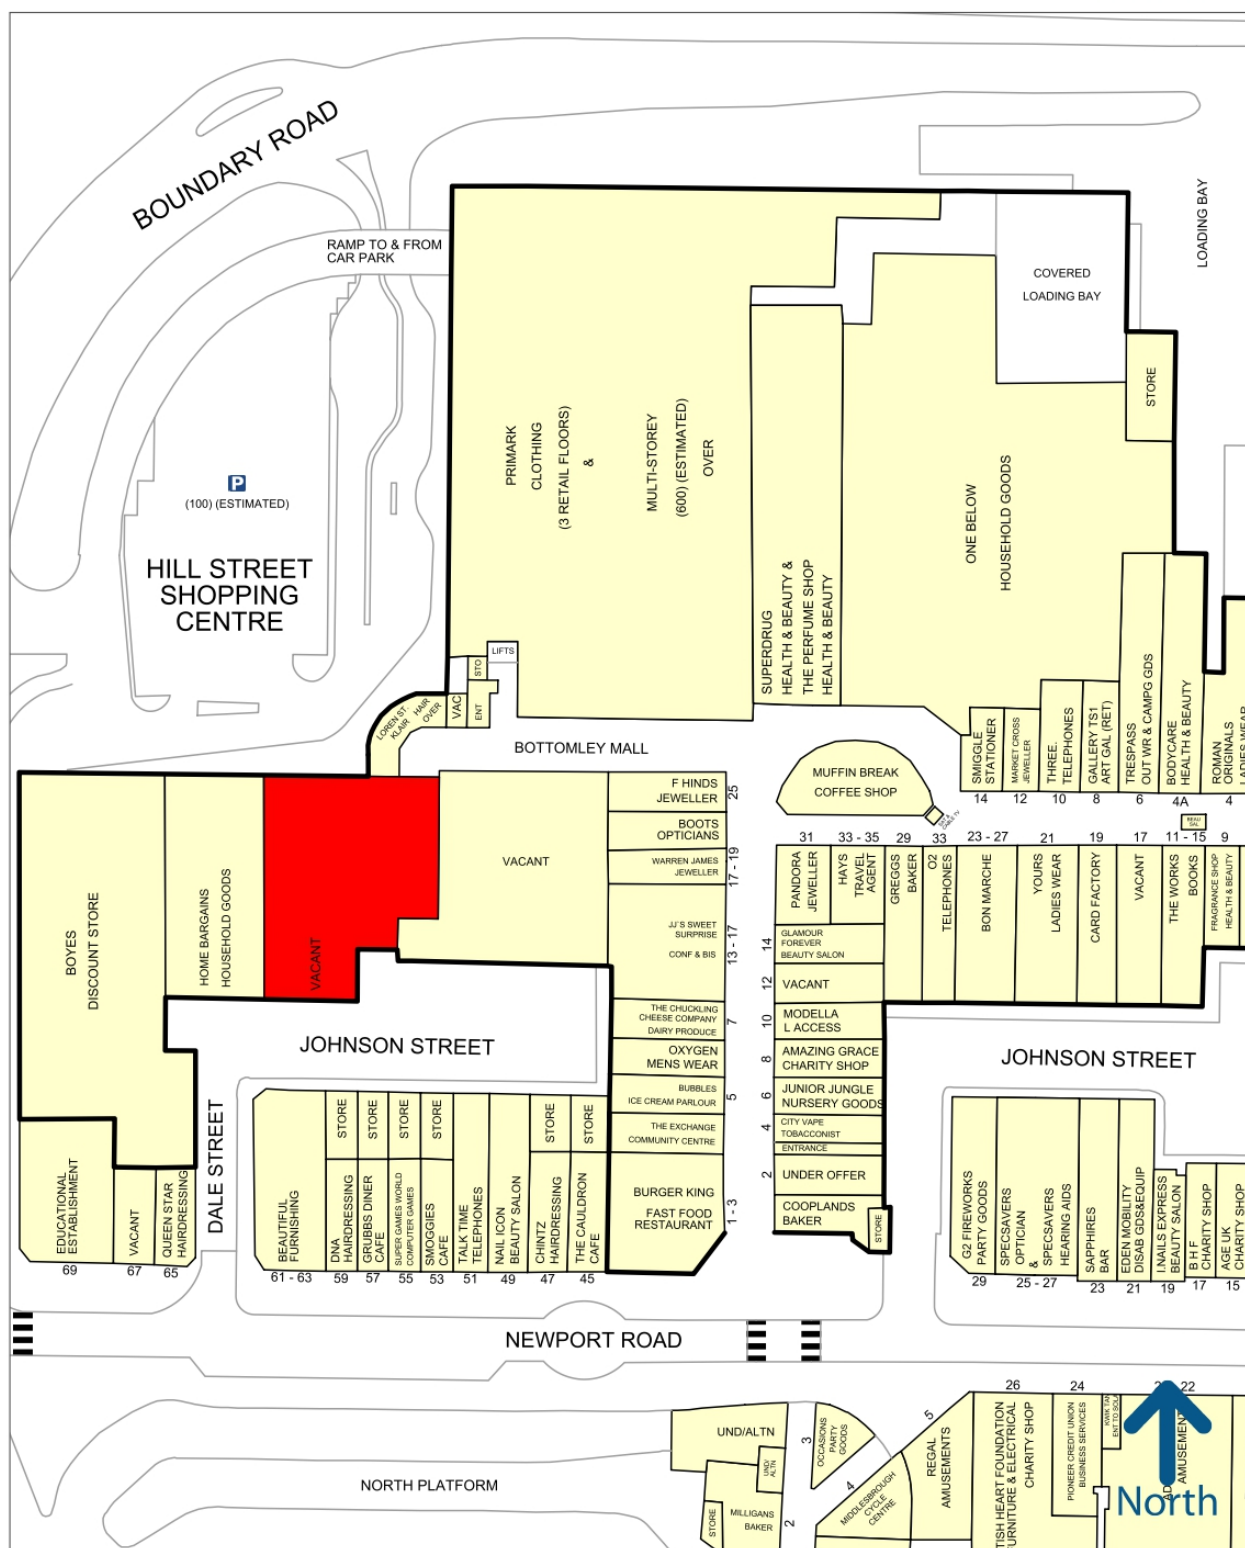 BOUNDARY ROAD
RAMP TO & FROM
CAR PARK
LOADING BAY
COVERED
LOADING BAY
STORE
PRIMARK
CLOTHING
(3 RETAIL FLOORS)
&
MULTI-STOREY
(600) (ESTIMATED)
OVER
P
(100) (ESTIMATED)
HILL STREET
SHOPPING
CENTRE
ONE BELOW
HOUSEHOLD GOODS
SUPERDRUG
HEALTH & BEAUTY &
THE PERFUME SHOP
HEALTH & BEAUTY
LIFTS
STO
ENT
VAC
LOREN ST.
KLAIR HAIR
OVER
BOTTOMLEY MALL
MUFFIN BREAK
COFFEE SHOP
SMIGGLE
STATIONER
14
MARKET CROSS
JEWELLER
12
THREE.
TELEPHONES
10
GALLERY TS1
ART GAL (RET)
8
TRESPASS
OUT WR & CAMPG GDS
6
BODYCARE
HEALTH & BEAUTY
4A
ROMAN
ORIGINALS
LADIES WEAR
4
BEAU
SAL
BOYES
DISCOUNT STORE
HOME BARGAINS
HOUSEHOLD GOODS
VACANT
VACANT
F HINDS
JEWELLER
25
BOOTS
OPTICIANS
WARREN JAMES
JEWELLER
17 - 19
JJ'S SWEET
SURPRISE
CONF & BIS
13 - 17
THE CHUCKLING
CHEESE COMPANY
DAIRY PRODUCE
7
OXYGEN
MENS WEAR
BUBBLES
ICE CREAM PARLOUR
5
THE EXCHANGE
COMMUNITY CENTRE
BURGER KING
FAST FOOD
RESTAURANT
1 - 3
31
PANDORA
JEWELLER
33 - 35
HAYS
TRAVEL
AGENT
29
GREGGS
BAKER
33
O2
TELEPHONES
23 - 27
BON MARCHE
21
YOURS
LADIES WEAR
19
CARD FACTORY
17
VACANT
11 - 15
THE WORKS
BOOKS
9
FRAGRANCE SHOP
HEALTH & BEAUTY
14
GLAMOUR
FOREVER
BEAUTY SALON
12
VACANT
10
MODELLA
L ACCESS
8
AMAZING GRACE
CHARITY SHOP
6
JUNIOR JUNGLE
NURSERY GOODS
4
CITY VAPE
TOBACCONIST
ENTRANCE
2
UNDER OFFER
COOPLANDS
BAKER
STORE
JOHNSON STREET
JOHNSON STREET
DALE STREET
EDUCATIONAL
ESTABLISHMENT
69
VACANT
67
QUEEN STAR
HAIRDRESSING
65
BEAUTIFUL
FURNISHING
61 - 63
STORE
DNA
HAIRDRESSING
59
STORE
GRUBBS DINER
CAFE
57
STORE
SUPER GAMES WORLD
COMPUTER GAMES
55
STORE
SMOGGIES
CAFE
53
TALK TIME
TELEPHONES
51
NAIL ICON
BEAUTY SALON
49
STORE
CHINTZ
HAIRDRESSING
47
STORE
THE CAULDRON
CAFE
45
G2 FIREWORKS
PARTY GOODS
29
SPECSAVERS
OPTICIAN
&
SPECSAVERS
HEARING AIDS
25 - 27
SAPPHIRES
BAR
23
EDEN MOBILITY
DISAB GDS&EQUIP
21
I.NAILS EXPRESS
BEAUTY SALON
19
B H F
CHARITY SHOP
17
AGE UK
CHARITY SHOP
15
NEWPORT ROAD
NORTH PLATFORM
UND/ALTN
UND/
ALTN
STORE
MILLIGANS
BAKER
2
3
OCCASIONS
PARTY
GOODS
4
MIDDLESBROUGH
CYCLE
CENTRE
5
REGAL
AMUSEMENTS
26
TISH HEART FOUNDATION
URNITURE & ELECTRICAL
CHARITY SHOP
24
PIONEER CREDIT UNION
BUSINESS SERVICES
22
AMUSEMENT
North